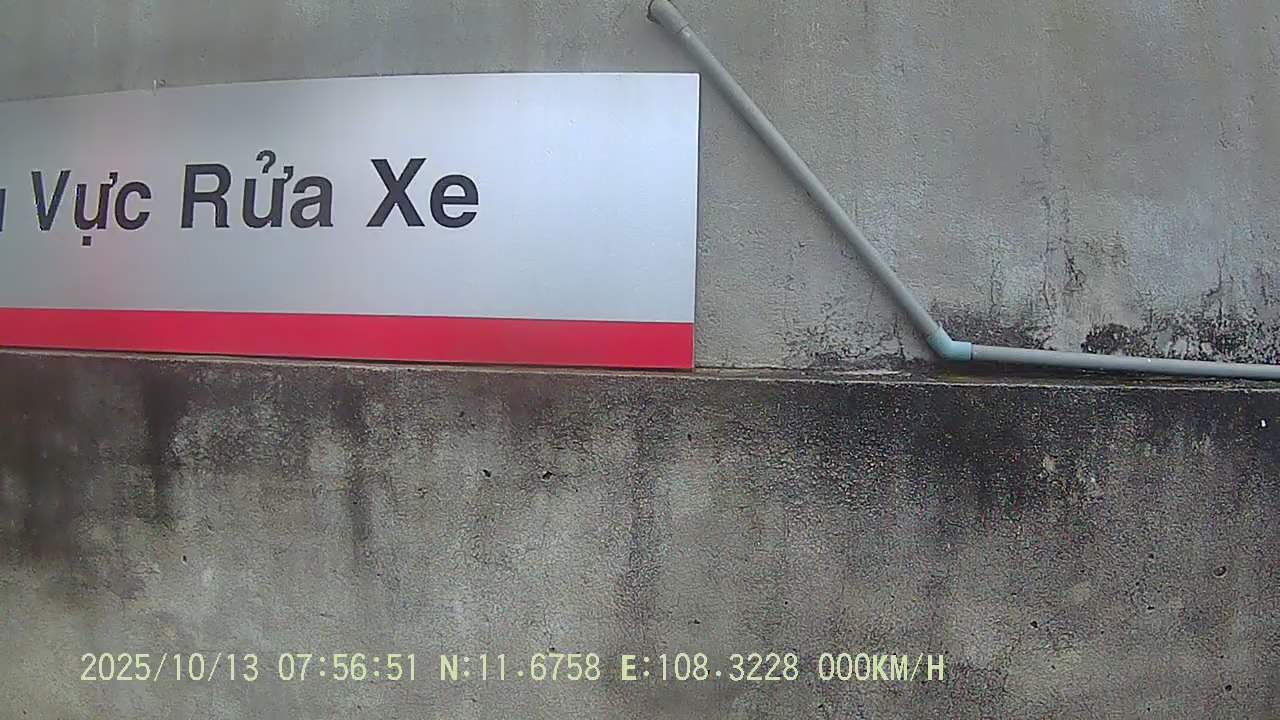 Vực Rửa Xe
2025/10/13 07:56:51 N:11.6758 E:108.3228 000KM/H